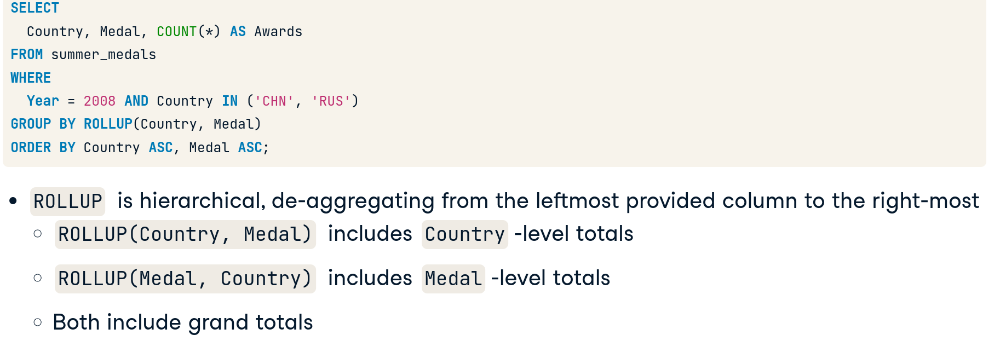 SELECT
  Country, Medal, COUNT(*) AS Awards
FROM summer_medals
WHERE
  Year = 2008 AND Country IN ('CHN', 'RUS')
GROUP BY ROLLUP(Country, Medal)
ORDER BY Country ASC, Medal ASC;
• ROLLUP is hierarchical, de-aggregating from the leftmost provided column to the right-most
○ ROLLUP(Country, Medal) includes Country -level totals
○ ROLLUP(Medal, Country) includes Medal -level totals
○ Both include grand totals